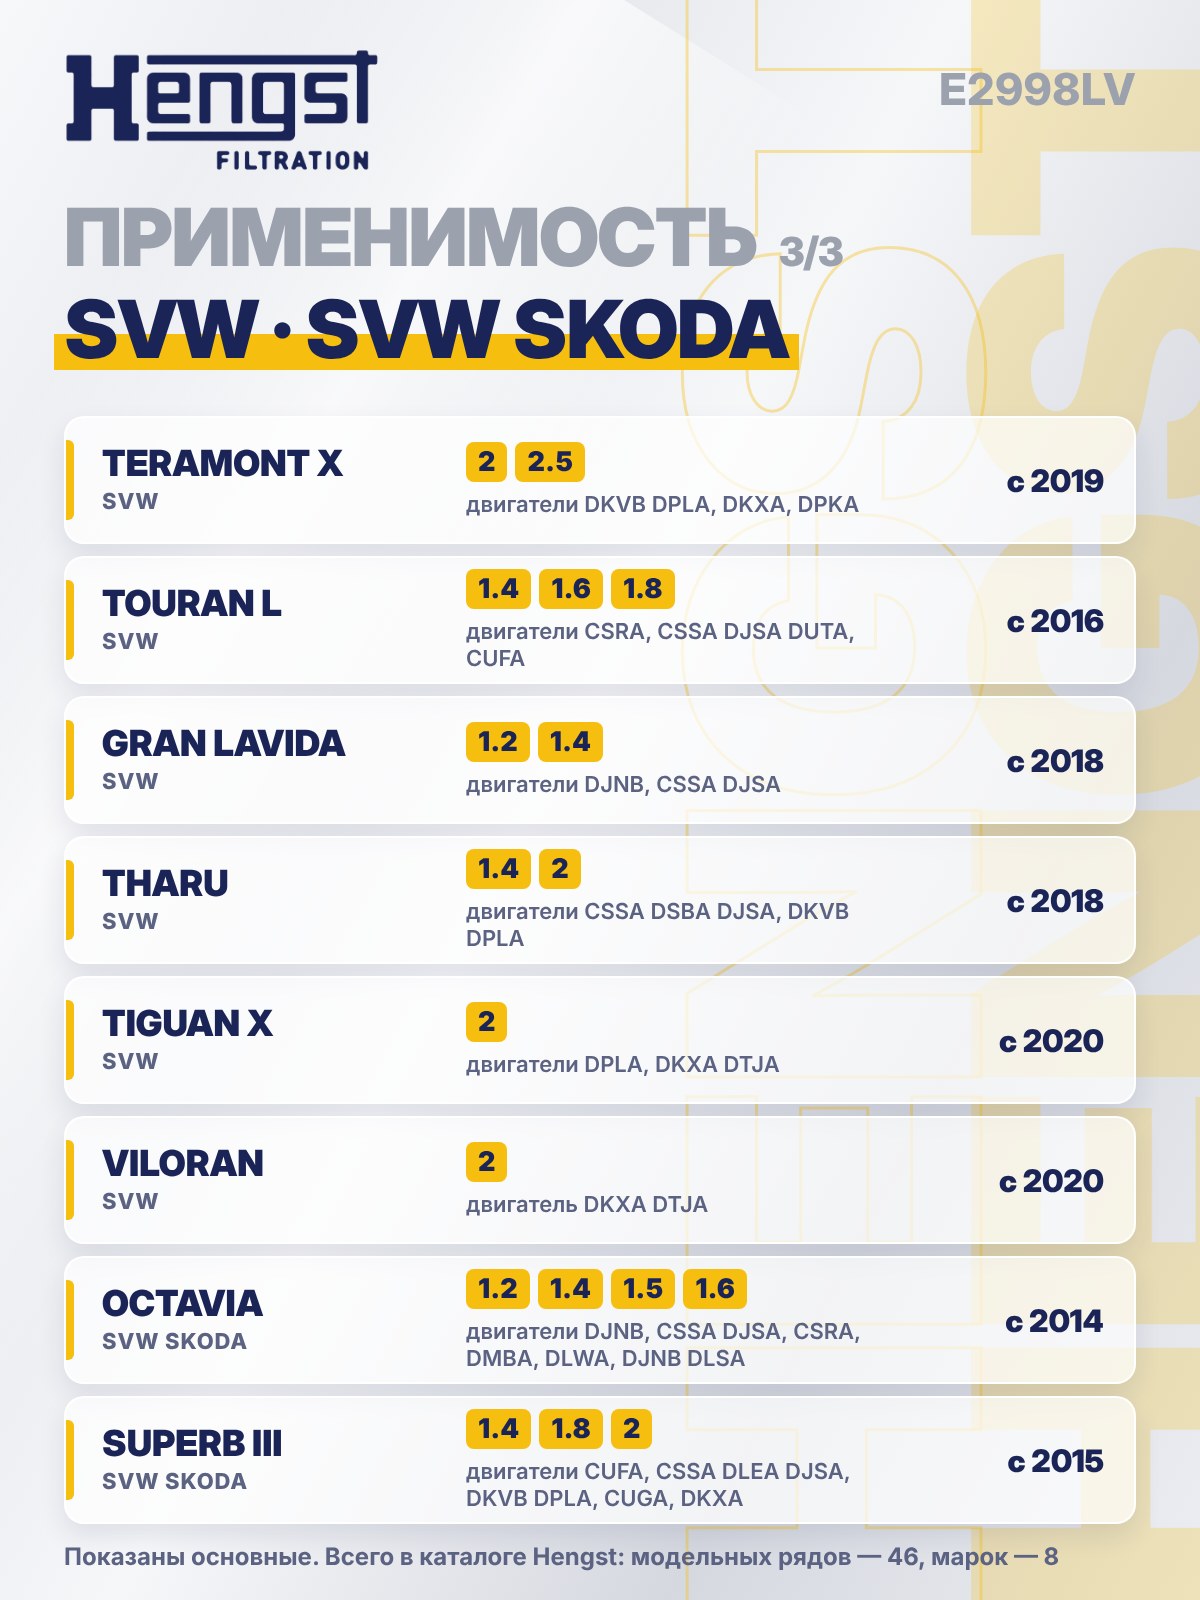 Hengst
FILTRATION
E2998LV
ПРИМЕНИМОСТЬ 3/3
SVW · SVW SKODA
TERAMONT X
SVW
2 2.5
двигатели DKVB DPLA, DKXA, DPKA
с 2019
TOURAN L
SVW
1.4 1.6 1.8
двигатели CSRA, CSSA DJSA DUTA,
CUFA
с 2016
GRAN LAVIDA
SVW
1.2 1.4
двигатели DJNB, CSSA DJSA
с 2018
THARU
SVW
1.4 2
двигатели CSSA DSBA DJSA, DKVB
DPLA
с 2018
TIGUAN X
SVW
2
двигатели DPLA, DKXA DTJA
с 2020
VILORAN
SVW
2
двигатель DKXA DTJA
с 2020
OCTAVIA
SVW SKODA
1.2 1.4 1.5 1.6
двигатели DJNB, CSSA DJSA, CSRA,
DMBA, DLWA, DJNB DLSA
с 2014
SUPERB III
SVW SKODA
1.4 1.8 2
двигатели CUFA, CSSA DLEA DJSA,
DKVB DPLA, CUGA, DKXA
с 2015
Показаны основные. Всего в каталоге Hengst: модельных рядов — 46, марок — 8
HENGST
HENGST